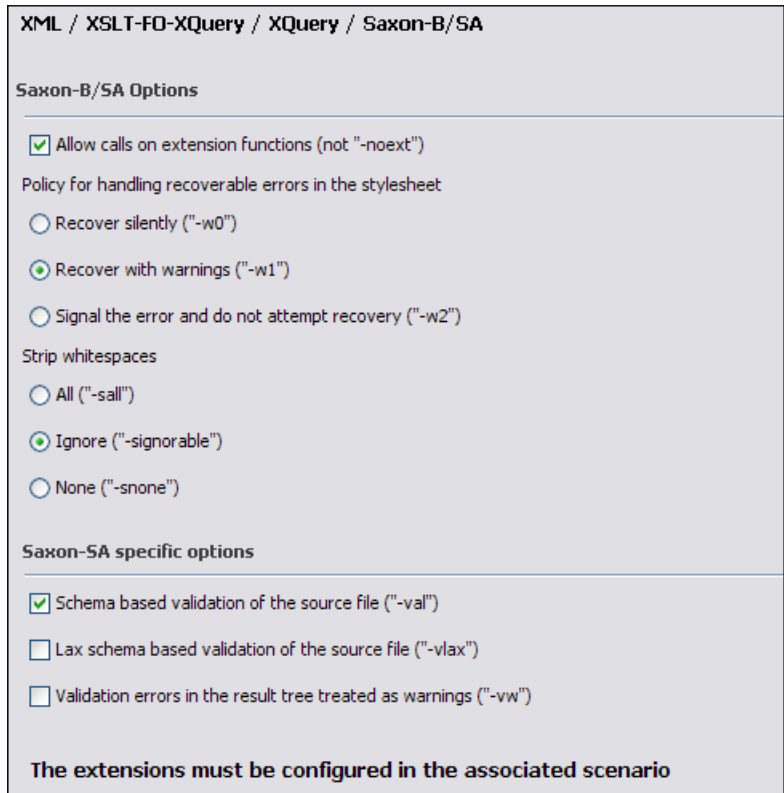 XML / XSLT-FO-XQuery / XQuery / Saxon-B/SA
Saxon-B/SA Options
Allow calls on extension functions (not "-noext")
Policy for handling recoverable errors in the stylesheet
Recover silently ("-w0")
Recover with warnings ("-w1")
Signal the error and do not attempt recovery ("-w2")
Strip whitespaces
All ("-sall")
Ignore ("-signorable")
None ("-snone")
Saxon-SA specific options
Schema based validation of the source file ("-val")
Lax schema based validation of the source file ("-vlax")
Validation errors in the result tree treated as warnings ("-vw")
The extensions must be configured in the associated scenario